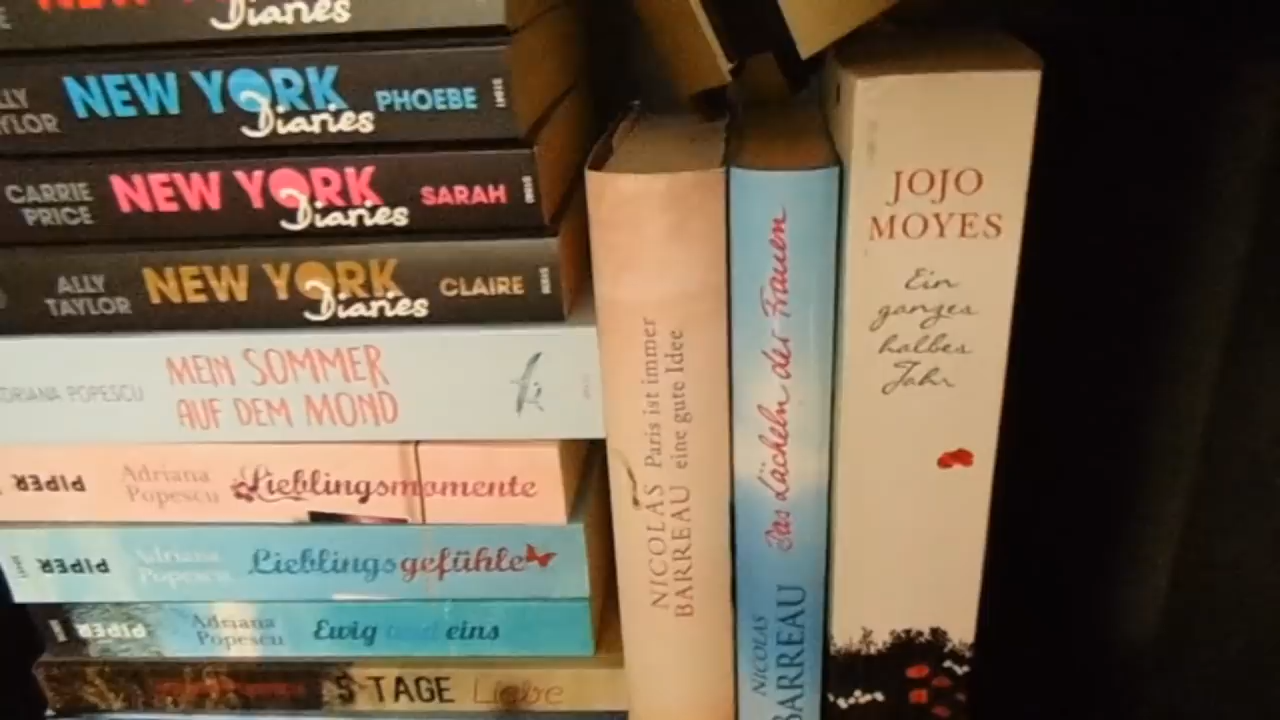 NEW YORK
Diaries
NEW YORK
Diaries
PHOEBE
CARRIE
PRICE
NEW YORK
Diaries
SARAH
ALLY
TAYLOR
NEW YORK
Diaries
CLAIRE
ADRIANA POPESCU
MEIN SOMMER
AUF DEM MOND
PIPER
Adriana
Popescu
Lieblingsmomente
PIPER
Adriana
Popescu
Lieblingsgefühle
PIPER
Adriana
Popescu
Ewig und eins
5 TAGE Liebe
NICOLAS
BARREAU
Paris ist immer
eine gute Idee
NICOLAS
BARREAU
Das Lächeln der Frauen
JOJO
MOYES
Ein
ganzes
halbes
Jahr